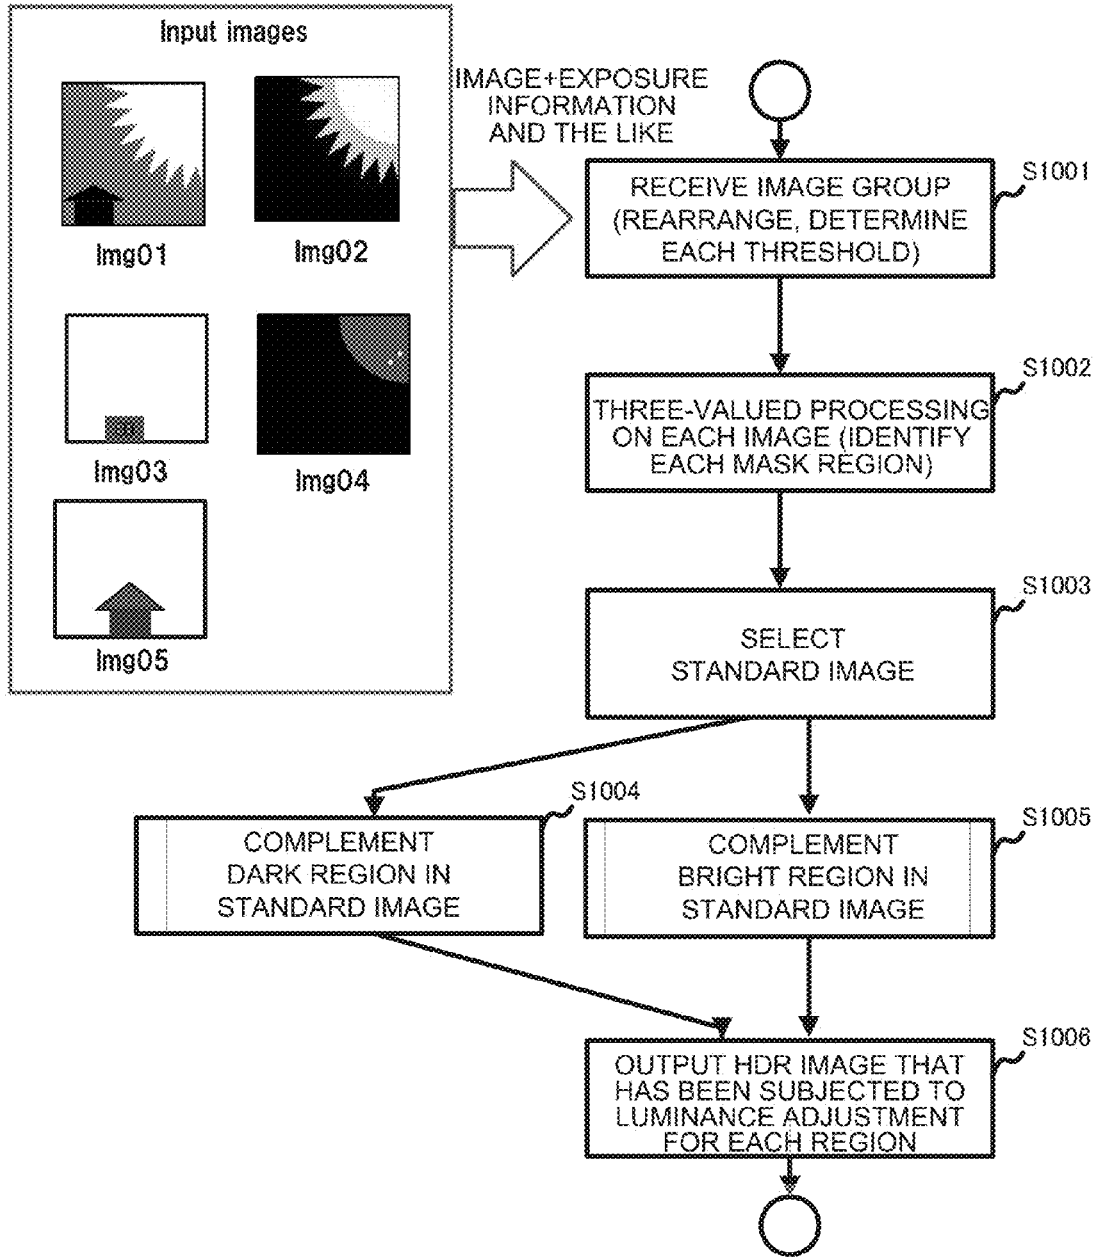 Input images
Img01
Img02
Img03
Img04
Img05
IMAGE+EXPOSURE
INFORMATION
AND THE LIKE
S1001
RECEIVE IMAGE GROUP
(REARRANGE, DETERMINE
EACH THRESHOLD)
S1002
THREE-VALUED PROCESSING
ON EACH IMAGE (IDENTIFY
EACH MASK REGION)
S1003
SELECT
STANDARD IMAGE
S1004
COMPLEMENT
DARK REGION IN
STANDARD IMAGE
S1005
COMPLEMENT
BRIGHT REGION IN
STANDARD IMAGE
S1006
OUTPUT HDR IMAGE THAT
HAS BEEN SUBJECTED TO
LUMINANCE ADJUSTMENT
FOR EACH REGION